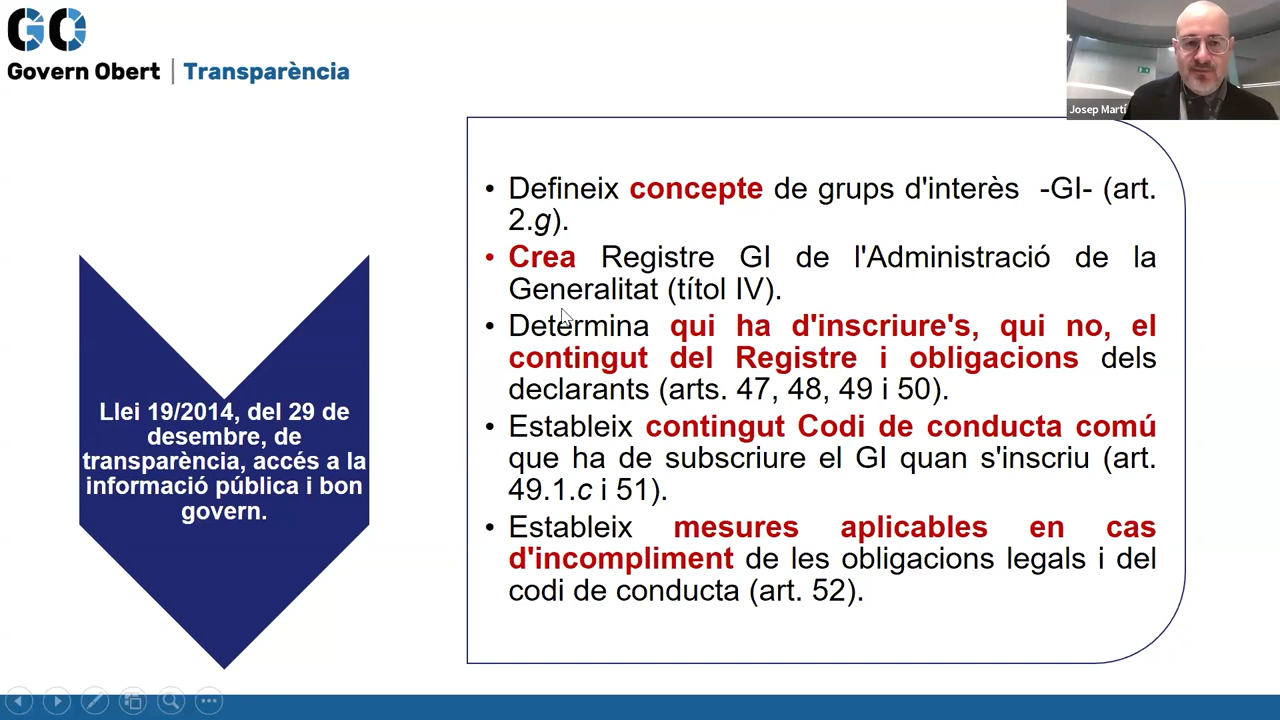 GO
Govern Obert | Transparència
Josep Martí
• Defineix concepte de grups d'interès -GI- (art.
2.g).
• Crea Registre GI de l'Administració de la
Generalitat (títol IV).
• Determina qui ha d'inscriure's, qui no, el
contingut del Registre i obligacions dels
declarants (arts. 47, 48, 49 i 50).
• Estableix contingut Codi de conducta comú
que ha de subscriure el GI quan s'inscriu (art.
49.1.c i 51).
• Estableix mesures aplicables en cas
d'incompliment de les obligacions legals i del
codi de conducta (art. 52).
Llei 19/2014, del 29 de
desembre, de
transparència, accés a la
informació pública i bon
govern.